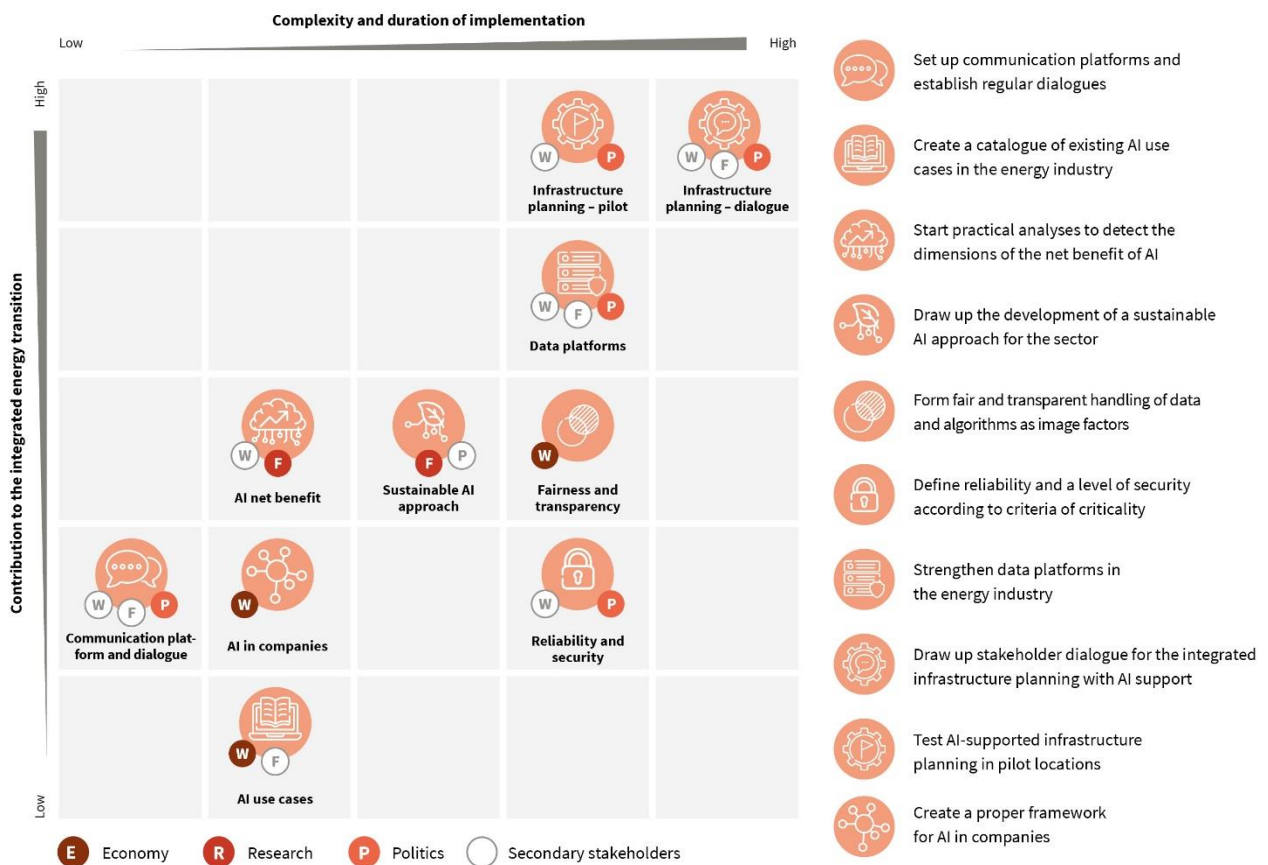 Complexity and duration of implementation
Low
High
High
Contribution to the integrated energy transition
Low
W
P
Infrastructure
planning – pilot
W
F
P
Infrastructure
planning – dialogue
W
F
P
Data platforms
W
F
AI net benefit
F
P
Sustainable AI
approach
W
Fairness and
transparency
W
F
P
Communication plat-
form and dialogue
W
AI in companies
W
P
Reliability and
security
W
F
AI use cases
E Economy
R Research
P Politics
Secondary stakeholders
Set up communication platforms and
establish regular dialogues
Create a catalogue of existing AI use
cases in the energy industry
Start practical analyses to detect the
dimensions of the net benefit of AI
Draw up the development of a sustainable
AI approach for the sector
Form fair and transparent handling of data
and algorithms as image factors
Define reliability and a level of security
according to criteria of criticality
Strengthen data platforms in
the energy industry
Draw up stakeholder dialogue for the integrated
infrastructure planning with AI support
Test AI-supported infrastructure
planning in pilot locations
Create a proper framework
for AI in companies